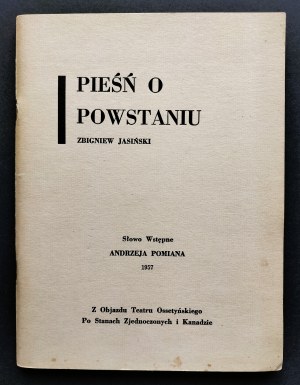 PIEŚŃ O
POWSTANIU
ZBIGNIEW JASIŃSKI
Słowo Wstępne
ANDRZEJA POMIANA
1957
Z Objazdu Teatru Ossetyńskiego
Po Stanach Zjednoczonych i Kanadzie